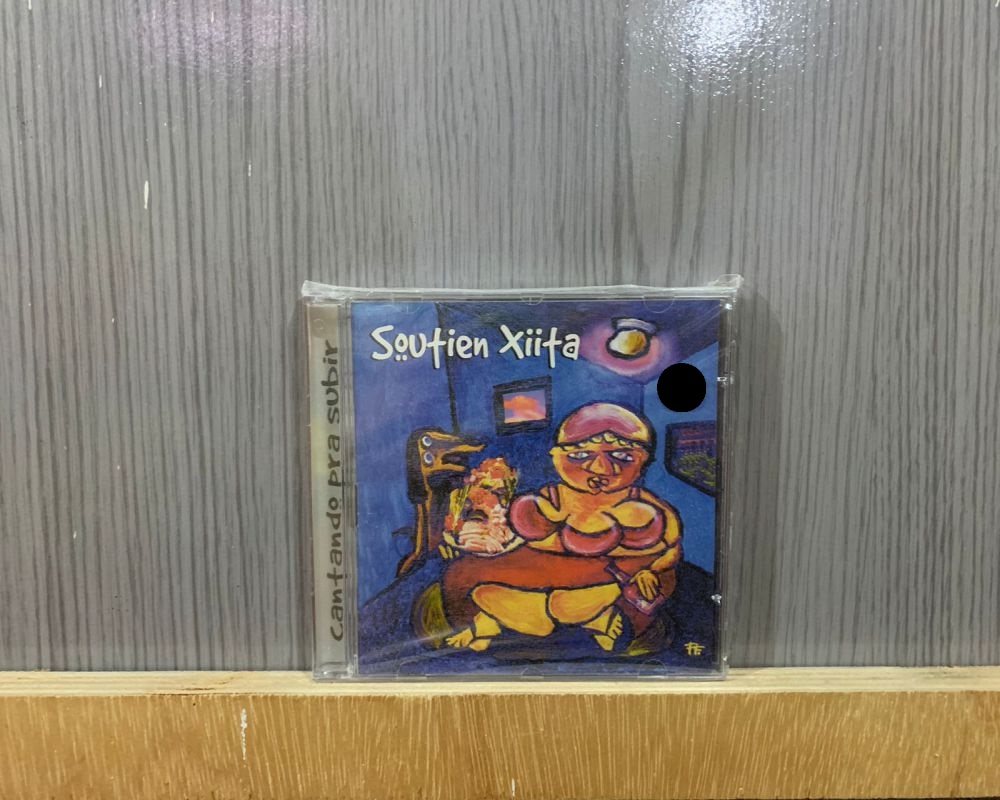 Soutien Xiita
cantando pra subir